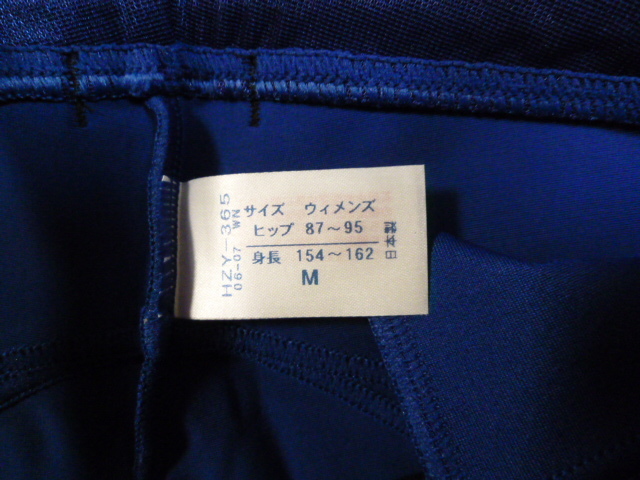 HZY-365
06-07 WN
サイズ ウィメンズ
ヒップ 87～95
身長 154～162
M
日本製